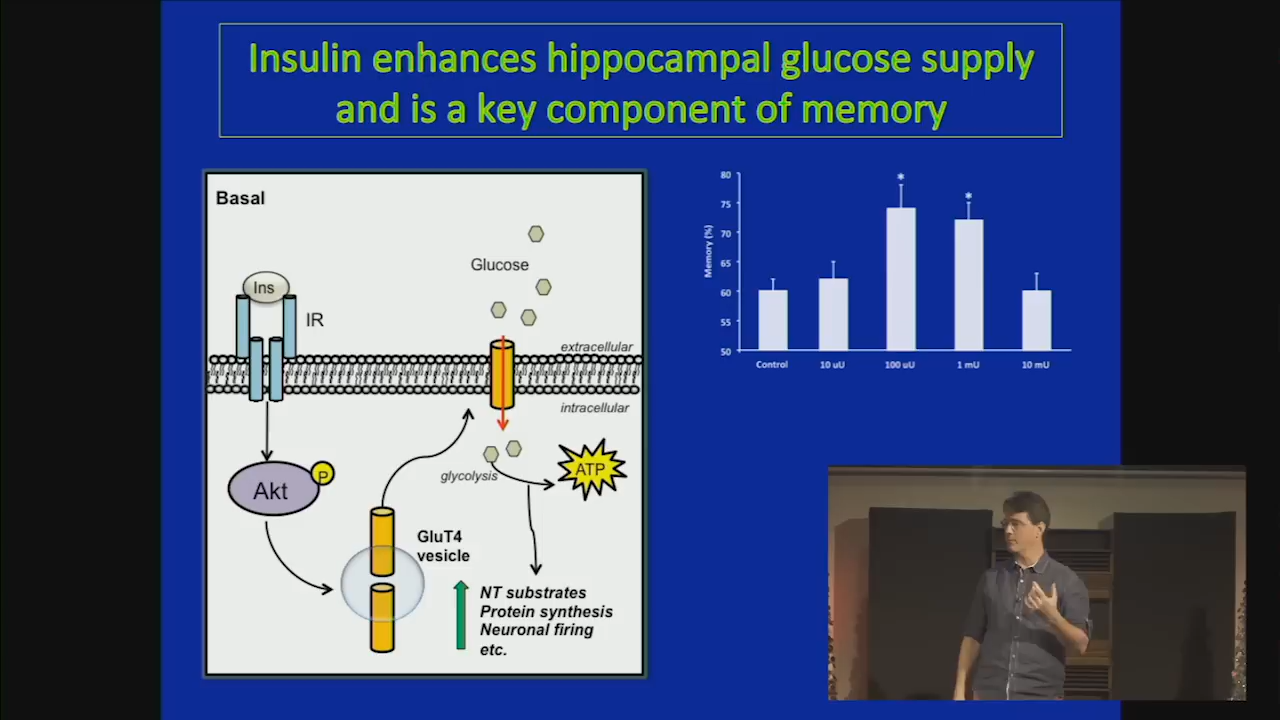 Insulin enhances hippocampal glucose supply
and is a key component of memory
Basal
Glucose
Ins
IR
extracellular
intracellular
glycolysis
ATP
Akt
P
GluT4
vesicle
NT substrates
Protein synthesis
Neuronal firing
etc.
Memory (%)
80
75
70
65
60
55
50
*
*
Control
10 uU
100 uU
1 mU
10 mU